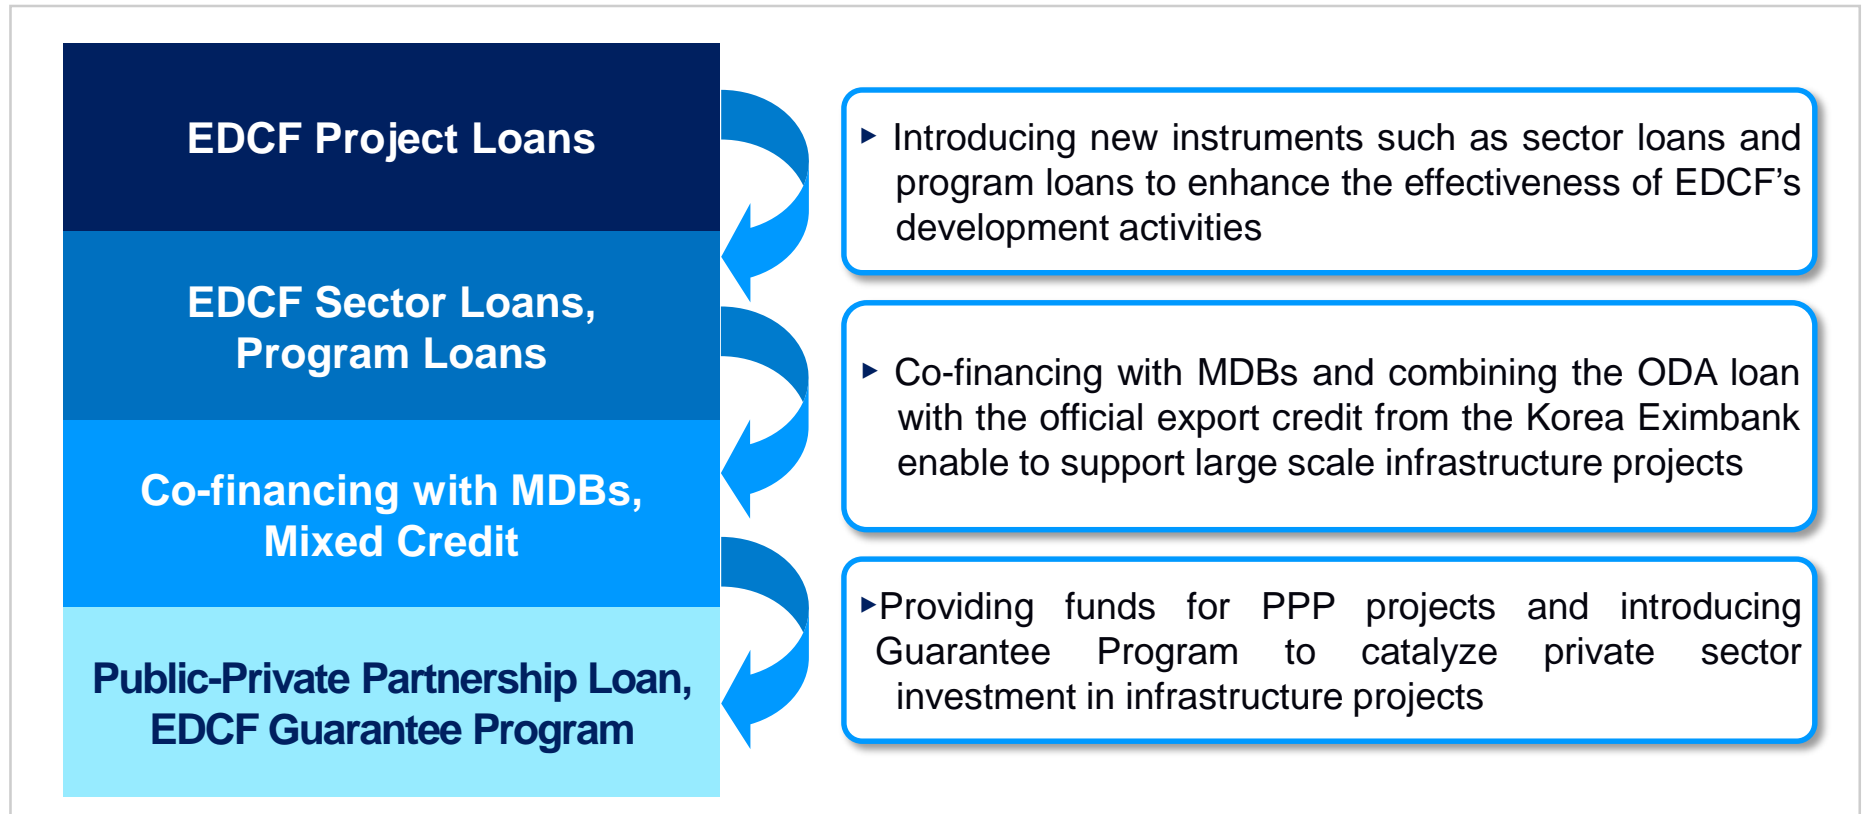 EDCF Project Loans
► Introducing new instruments such as sector loans and
program loans to enhance the effectiveness of EDCF’s
development activities
EDCF Sector Loans,
Program Loans
► Co-financing with MDBs and combining the ODA loan
with the official export credit from the Korea Eximbank
enable to support large scale infrastructure projects
Co-financing with MDBs,
Mixed Credit
►Providing funds for PPP projects and introducing
Guarantee Program to catalyze private sector
investment in infrastructure projects
Public-Private Partnership Loan,
EDCF Guarantee Program